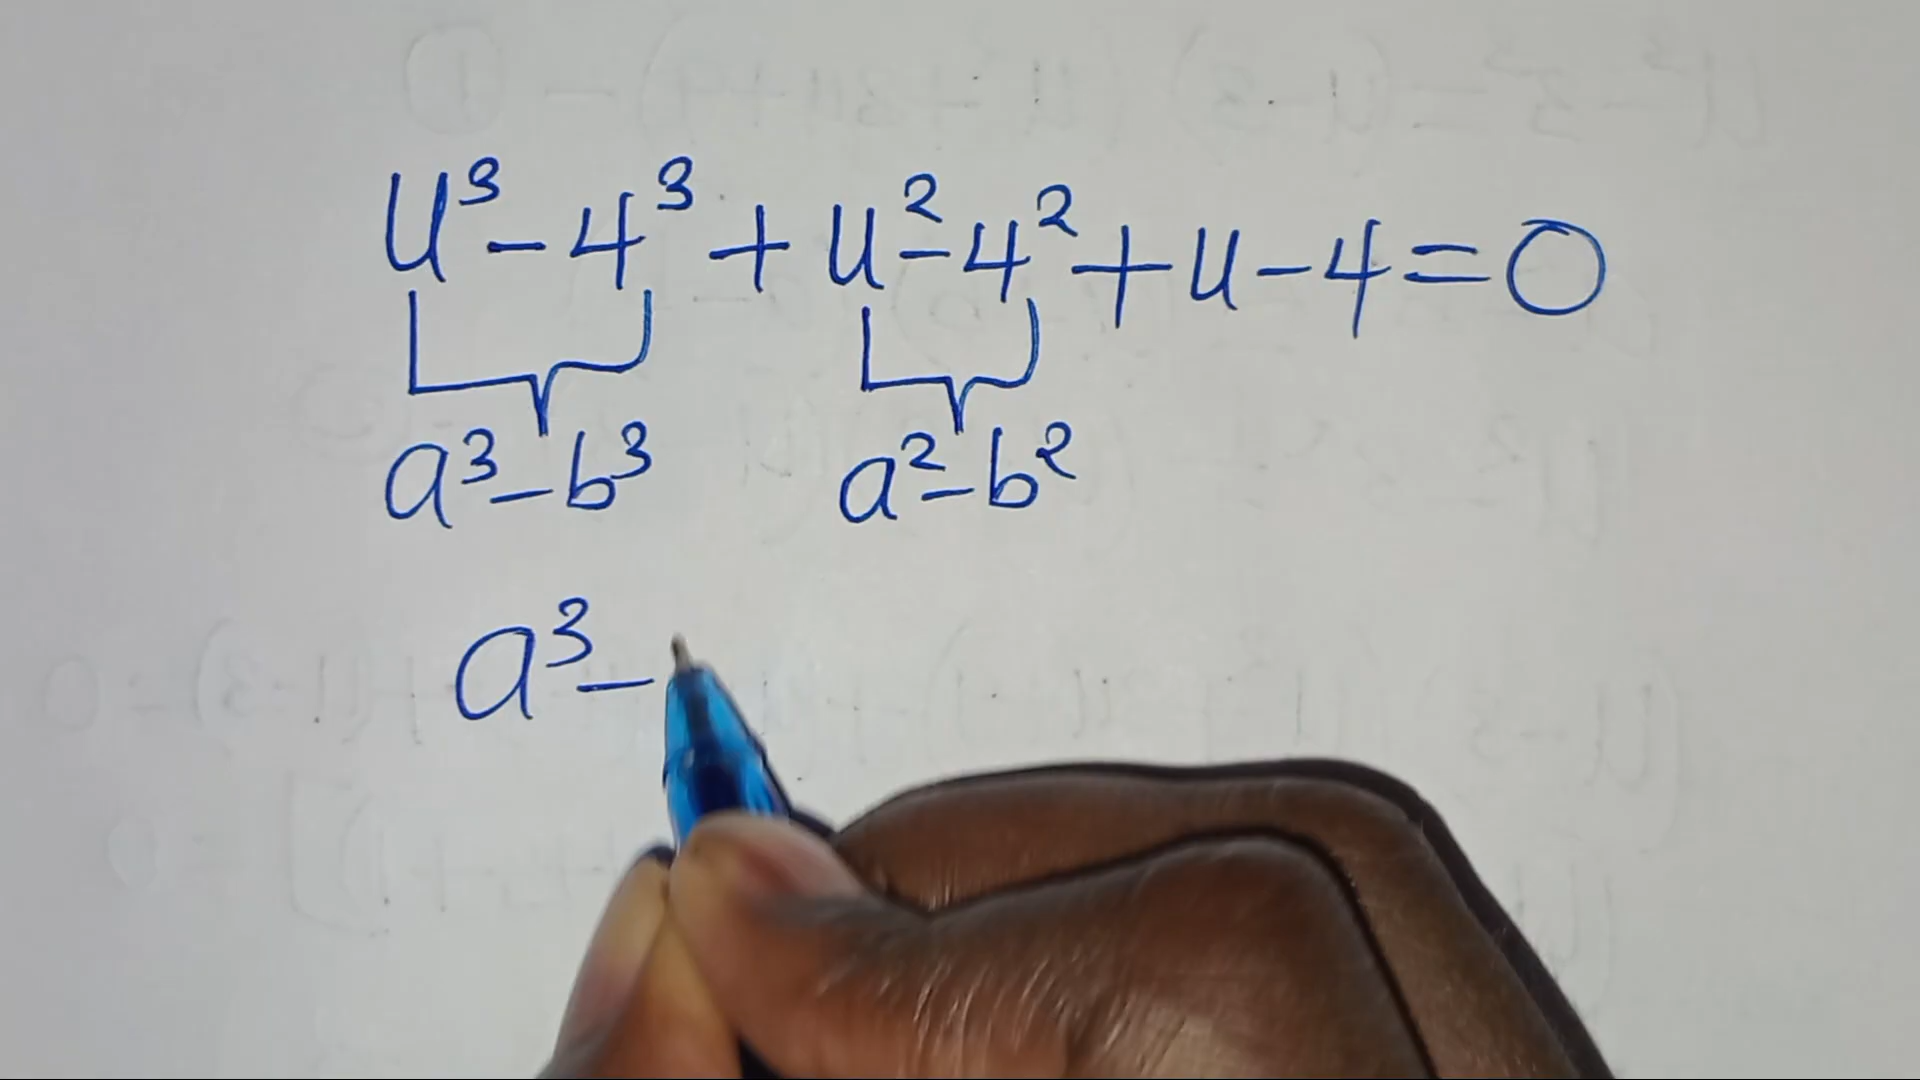 u³ - 4³ + u² - 4² + u - 4 = 0
a³ - b³ a² - b²
a³ -